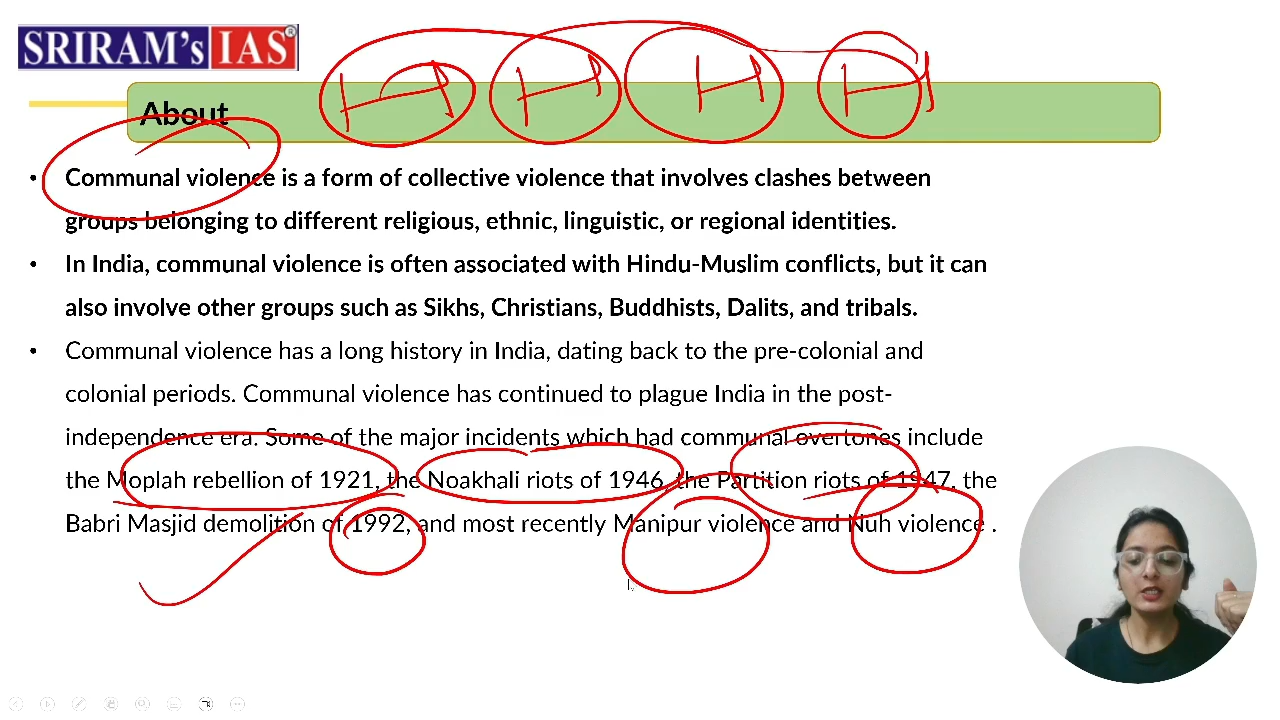 SRIRAM's IAS®
H H H H
About
• Communal violence is a form of collective violence that involves clashes between
groups belonging to different religious, ethnic, linguistic, or regional identities.
• In India, communal violence is often associated with Hindu-Muslim conflicts, but it can
also involve other groups such as Sikhs, Christians, Buddhists, Dalits, and tribals.
• Communal violence has a long history in India, dating back to the pre-colonial and
colonial periods. Communal violence has continued to plague India in the post-
independence era. Some of the major incidents which had communal overtones include
the Moplah rebellion of 1921, the Noakhali riots of 1946, the Partition riots of 1947, the
Babri Masjid demolition of 1992, and most recently Manipur violence and Nuh violence .